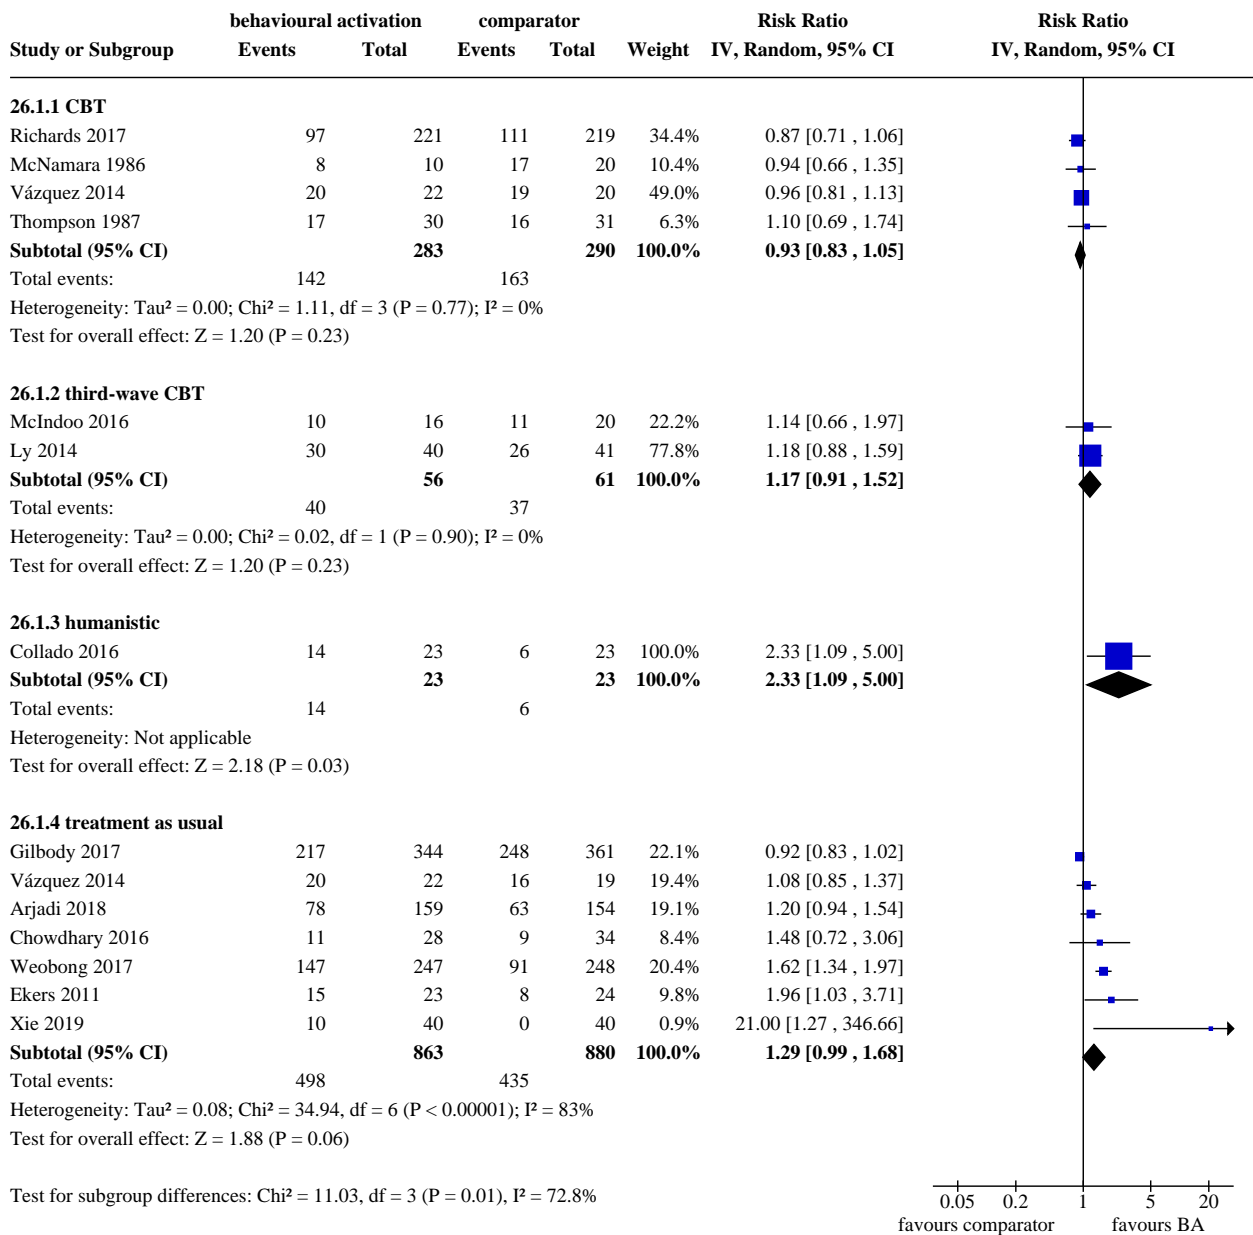 behavioural activation comparator Risk Ratio Risk Ratio
Study or Subgroup Events Total Events Total Weight IV, Random, 95% CI IV, Random, 95% CI
26.1.1 CBT
Richards 2017 97 221 111 219 34.4% 0.87 [0.71 , 1.06]
McNamara 1986 8 10 17 20 10.4% 0.94 [0.66 , 1.35]
Vázquez 2014 20 22 19 20 49.0% 0.96 [0.81 , 1.13]
Thompson 1987 17 30 16 31 6.3% 1.10 [0.69 , 1.74]
Subtotal (95% CI) 283 290 100.0% 0.93 [0.83 , 1.05]
Total events: 142 163
Heterogeneity: Tau² = 0.00; Chi² = 1.11, df = 3 (P = 0.77); I² = 0%
Test for overall effect: Z = 1.20 (P = 0.23)
26.1.2 third-wave CBT
McIndoo 2016 10 16 11 20 22.2% 1.14 [0.66 , 1.97]
Ly 2014 30 40 26 41 77.8% 1.18 [0.88 , 1.59]
Subtotal (95% CI) 56 61 100.0% 1.17 [0.91 , 1.52]
Total events: 40 37
Heterogeneity: Tau² = 0.00; Chi² = 0.02, df = 1 (P = 0.90); I² = 0%
Test for overall effect: Z = 1.20 (P = 0.23)
26.1.3 humanistic
Collado 2016 14 23 6 23 100.0% 2.33 [1.09 , 5.00]
Subtotal (95% CI) 23 23 100.0% 2.33 [1.09 , 5.00]
Total events: 14 6
Heterogeneity: Not applicable
Test for overall effect: Z = 2.18 (P = 0.03)
26.1.4 treatment as usual
Gilbody 2017 217 344 248 361 22.1% 0.92 [0.83 , 1.02]
Vázquez 2014 20 22 16 19 19.4% 1.08 [0.85 , 1.37]
Arjadi 2018 78 159 63 154 19.1% 1.20 [0.94 , 1.54]
Chowdhary 2016 11 28 9 34 8.4% 1.48 [0.72 , 3.06]
Weobong 2017 147 247 91 248 20.4% 1.62 [1.34 , 1.97]
Ekers 2011 15 23 8 24 9.8% 1.96 [1.03 , 3.71]
Xie 2019 10 40 0 40 0.9% 21.00 [1.27 , 346.66]
Subtotal (95% CI) 863 880 100.0% 1.29 [0.99 , 1.68]
Total events: 498 435
Heterogeneity: Tau² = 0.08; Chi² = 34.94, df = 6 (P < 0.00001); I² = 83%
Test for overall effect: Z = 1.88 (P = 0.06)
Test for subgroup differences: Chi² = 11.03, df = 3 (P = 0.01), I² = 72.8%
0.05 0.2 1 5 20
favours comparator favours BA